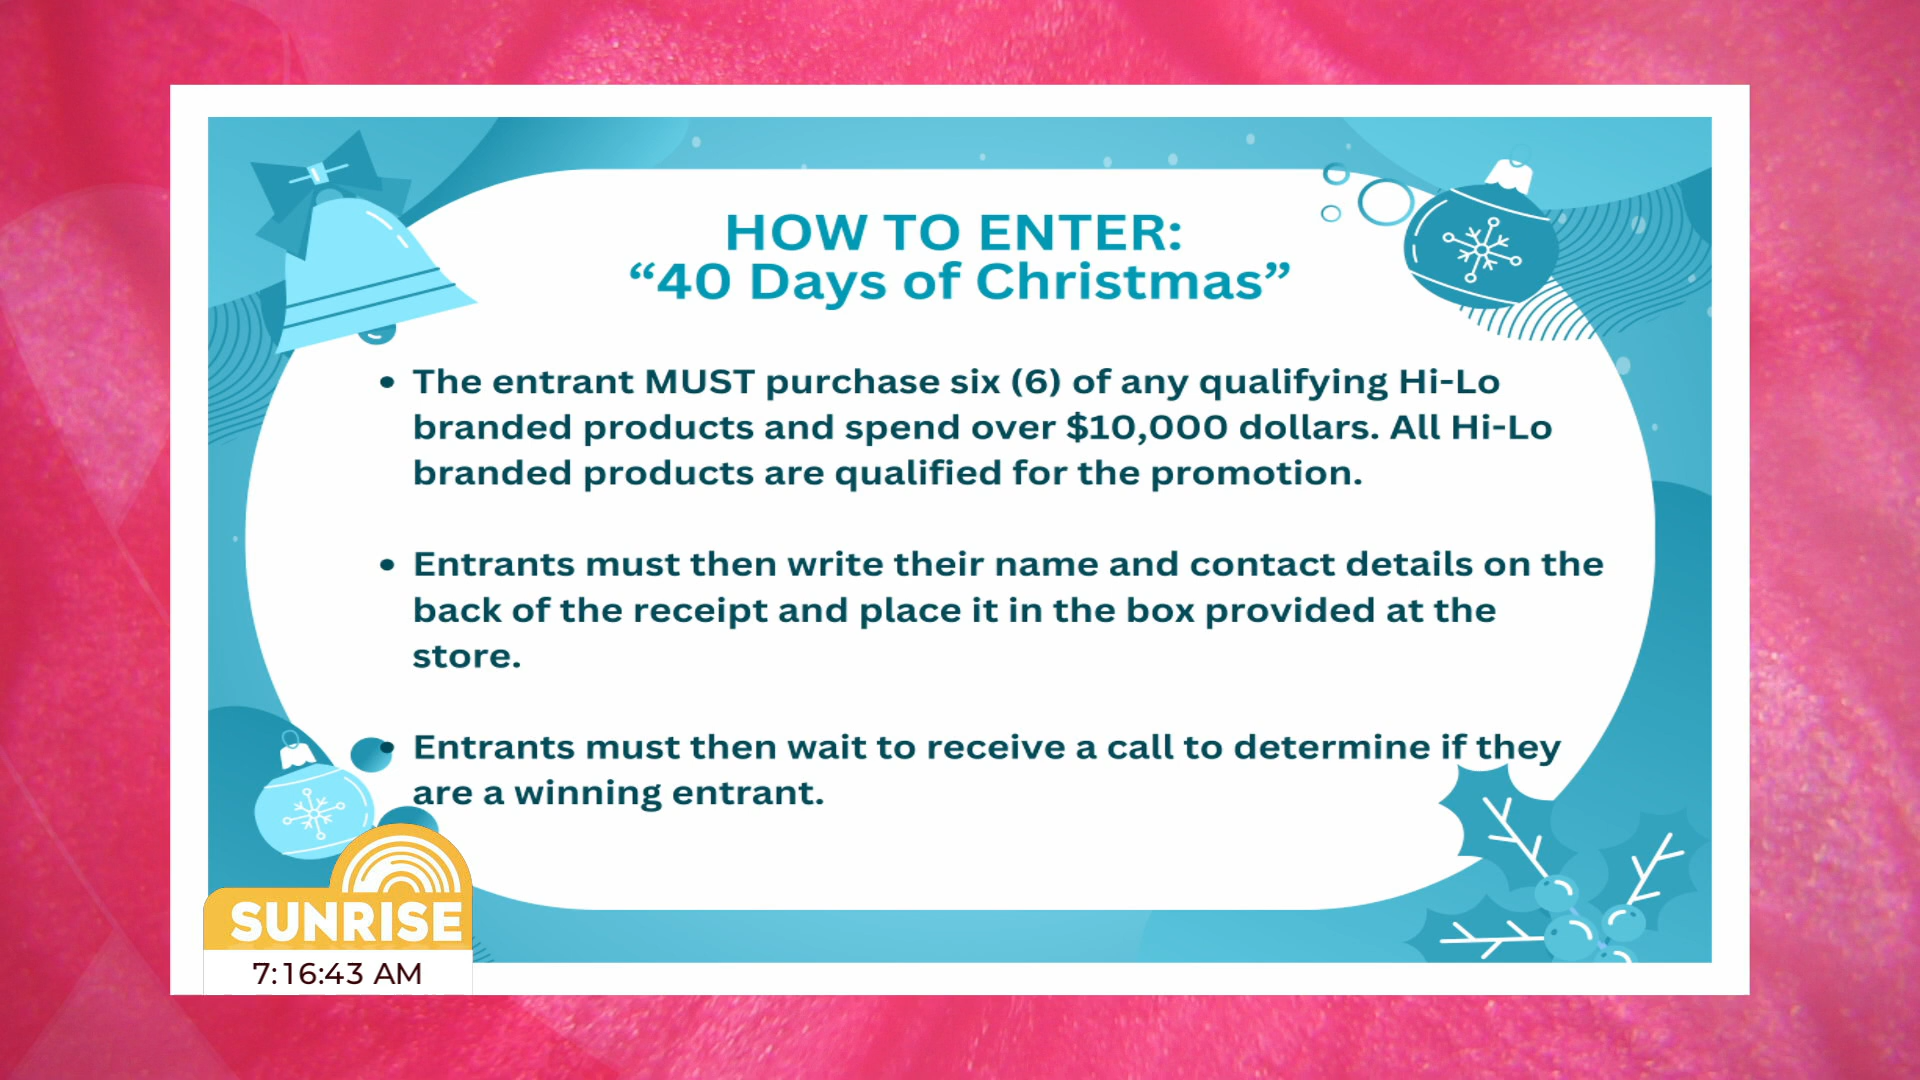 HOW TO ENTER:
“40 Days of Christmas”
• The entrant MUST purchase six (6) of any qualifying Hi-Lo
branded products and spend over $10,000 dollars. All Hi-Lo
branded products are qualified for the promotion.
• Entrants must then write their name and contact details on the
back of the receipt and place it in the box provided at the
store.
• Entrants must then wait to receive a call to determine if they
are a winning entrant.
SUNRISE
7:16:43 AM